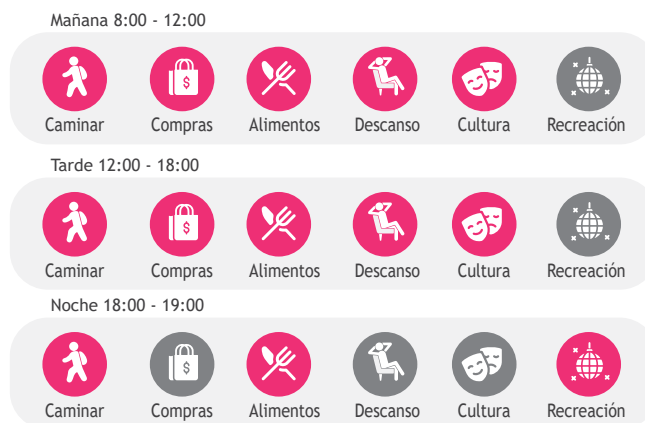 Mañana 8:00 - 12:00
$
Caminar Compras Alimentos Descanso Cultura Recreación
Tarde 12:00 - 18:00
$
Caminar Compras Alimentos Descanso Cultura Recreación
Noche 18:00 - 19:00
$
Caminar Compras Alimentos Descanso Cultura Recreación